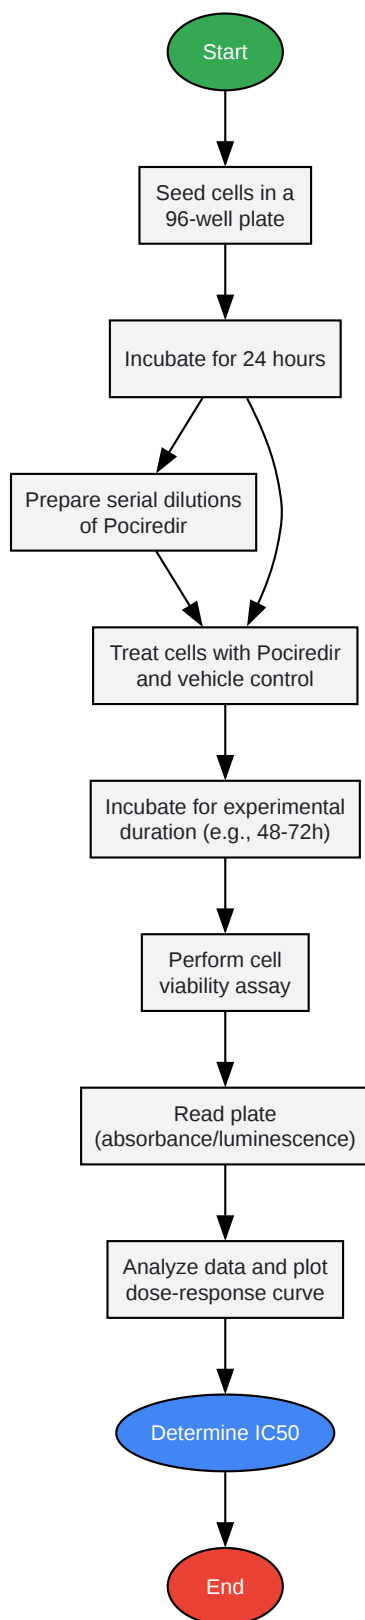 Start
Seed cells in a
96-well plate
Incubate for 24 hours
Prepare serial dilutions
of Pociredir
Treat cells with Pociredir
and vehicle control
Incubate for experimental
duration (e.g., 48-72h)
Perform cell
viability assay
Read plate
(absorbance/luminescence)
Analyze data and plot
dose-response curve
Determine IC50
End